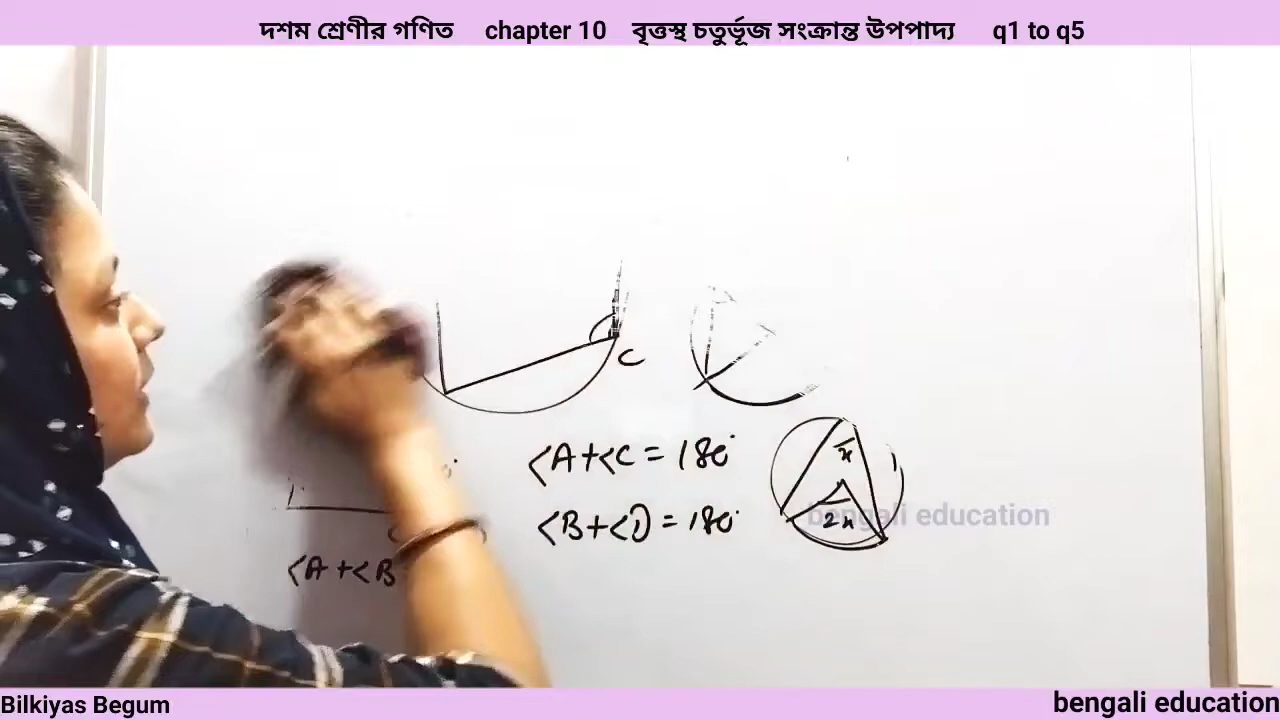 দশম শ্রেণীর গণিত chapter 10 বৃত্তস্থ চতুর্ভূজ সংক্রান্ত উপপাদ্য q1 to q5
C
<A+<C = 180°
<B+<D = 180°
x
2x
bengali education
<A+<B
Bilkiyas Begum
bengali education